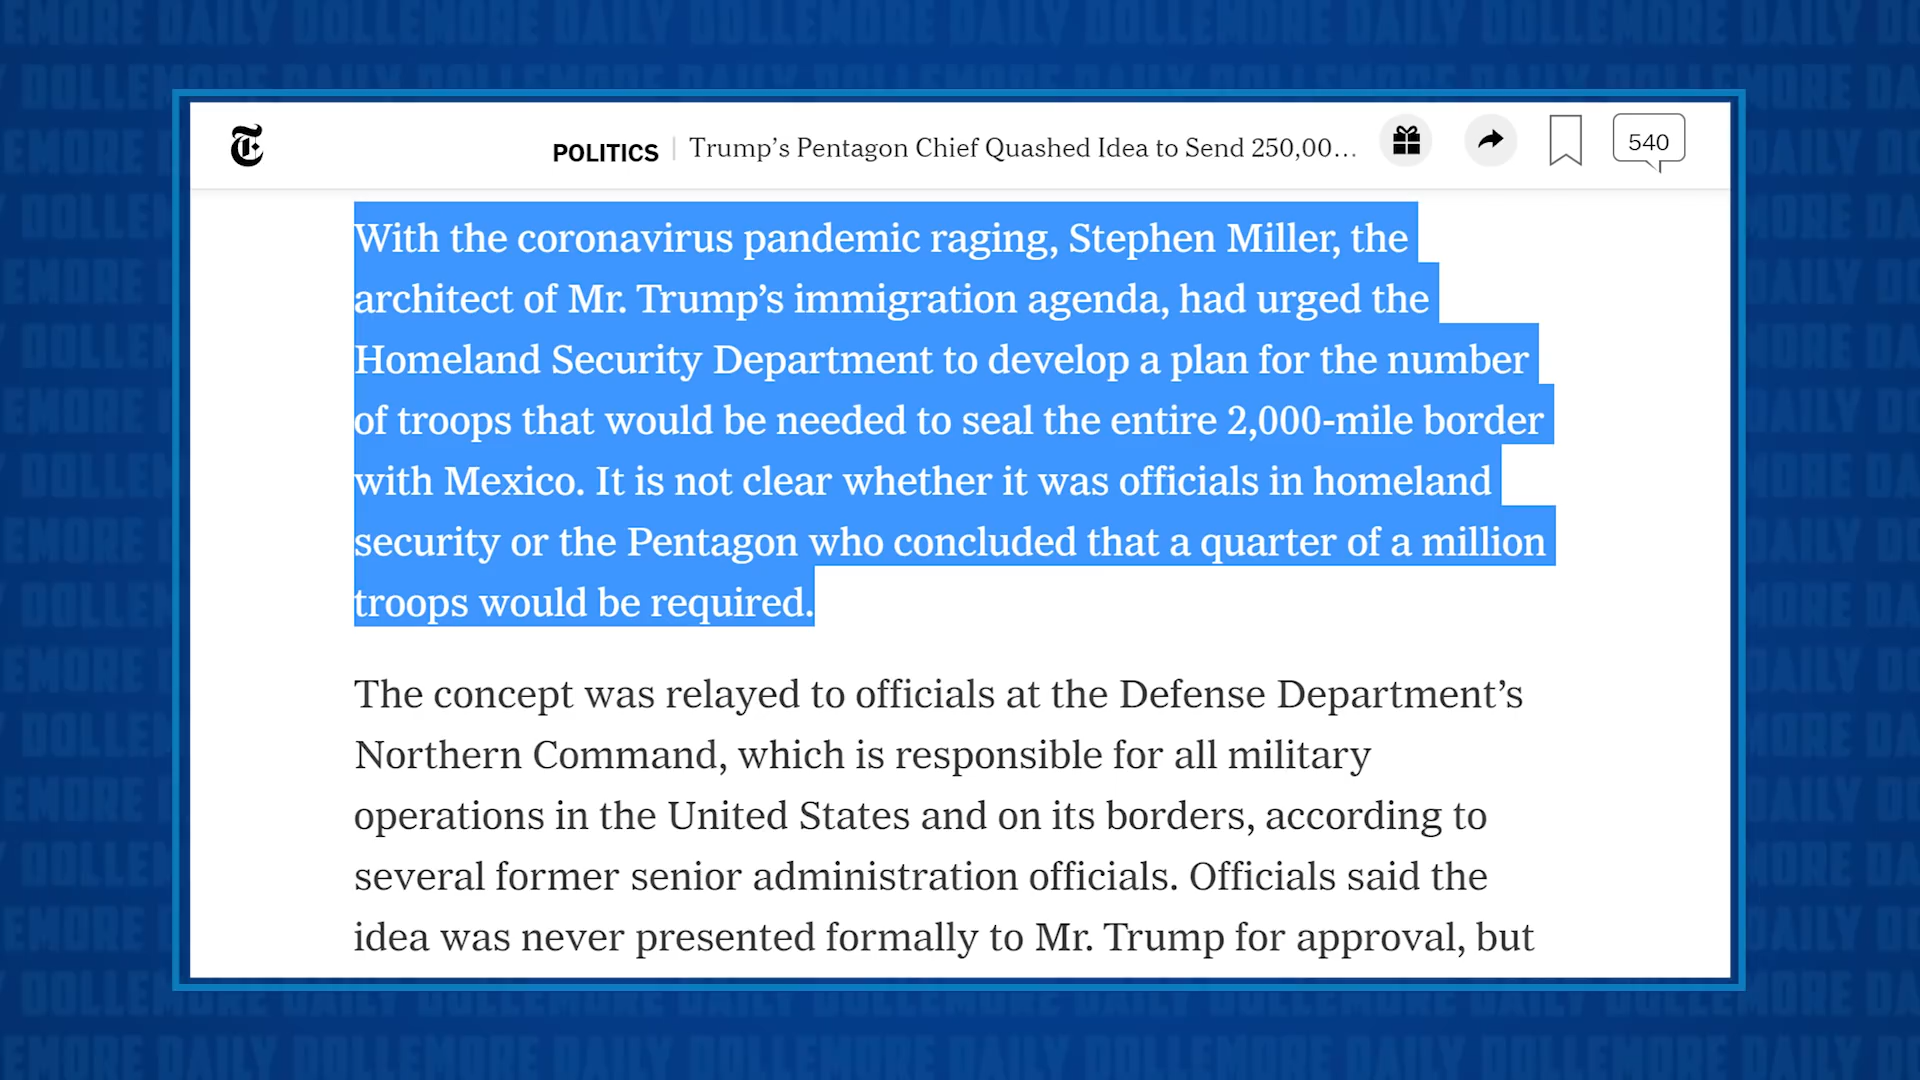 DOLLEMORE DAILY
POLITICS | Trump’s Pentagon Chief Quashed Idea to Send 250,00…
540
With the coronavirus pandemic raging, Stephen Miller, the
architect of Mr. Trump’s immigration agenda, had urged the
Homeland Security Department to develop a plan for the number
of troops that would be needed to seal the entire 2,000-mile border
with Mexico. It is not clear whether it was officials in homeland
security or the Pentagon who concluded that a quarter of a million
troops would be required.
The concept was relayed to officials at the Defense Department’s
Northern Command, which is responsible for all military
operations in the United States and on its borders, according to
several former senior administration officials. Officials said the
idea was never presented formally to Mr. Trump for approval, but